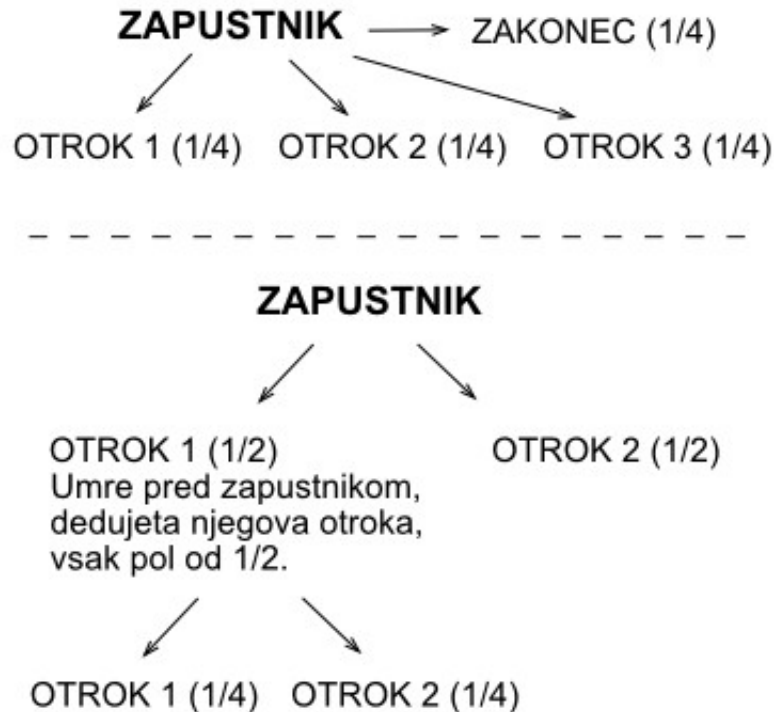 ZAPUSTNIK ZAKONEC (1/4)
OTROK 1 (1/4) OTROK 2 (1/4) OTROK 3 (1/4)
ZAPUSTNIK
OTROK 1 (1/2) OTROK 2 (1/2)
Umre pred zapustnikom,
dedujeta njegova otroka,
vsak pol od 1/2.
OTROK 1 (1/4) OTROK 2 (1/4)